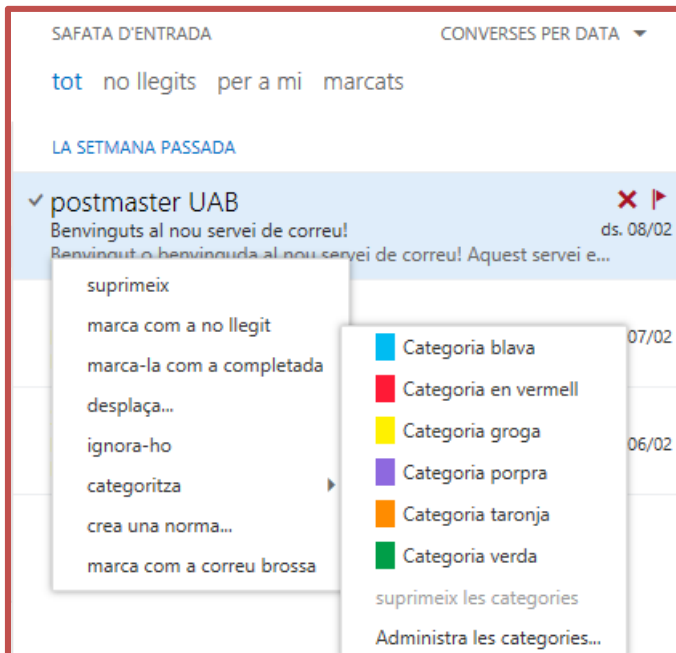 SAFATA D'ENTRADA CONVERSES PER DATA
tot no llegits per a mi marcats
LA SETMANA PASSADA
postmaster UAB
Benvinguts al nou servei de correu! ds. 08/02
Benvingut o benvinguda al nou servei de correu! Aquest servei e...
suprimeix
marca com a no llegit
marca-la com a completada
desplaça...
ignora-ho
categoritza
crea una norma...
marca com a correu brossa
07/02
06/02
Categoria blava
Categoria en vermell
Categoria groga
Categoria porpra
Categoria taronja
Categoria verda
suprimeix les categories
Administra les categories...